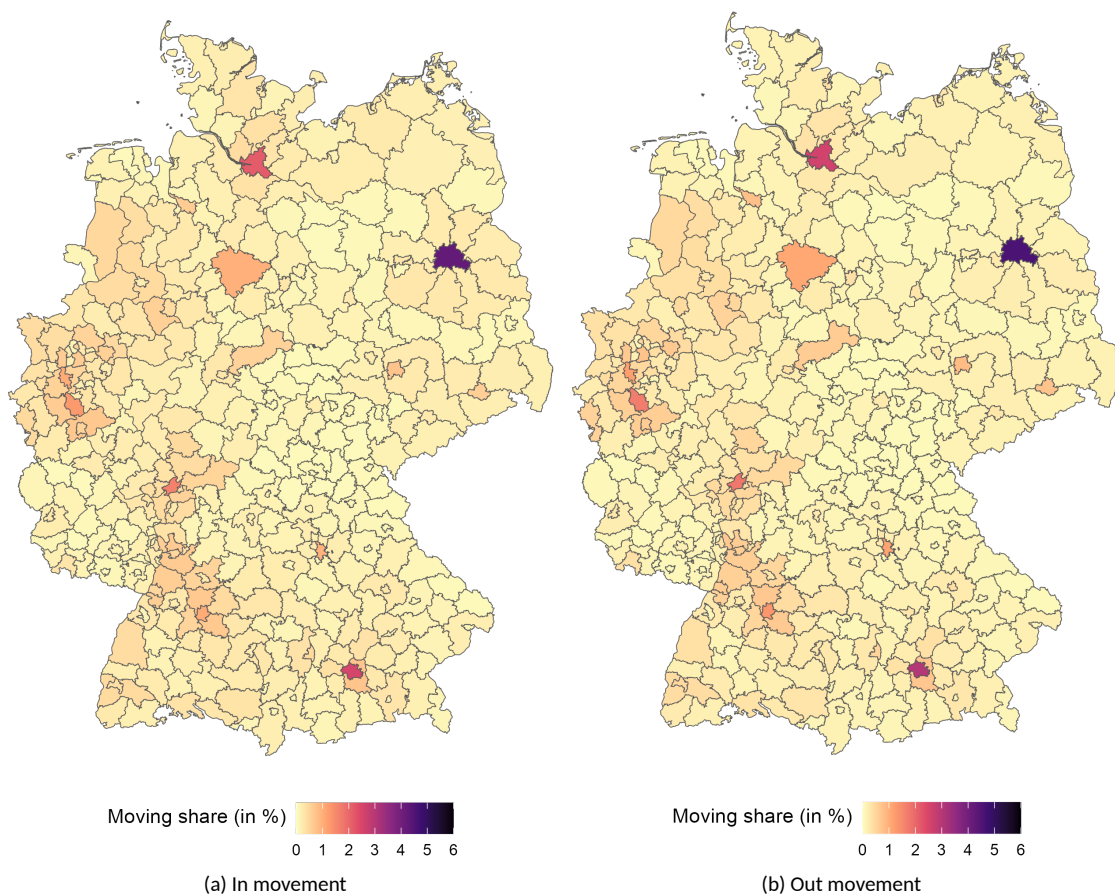 Moving share (in %)
0 1 2 3 4 5 6
(a) In movement
Moving share (in %)
0 1 2 3 4 5 6
(b) Out movement